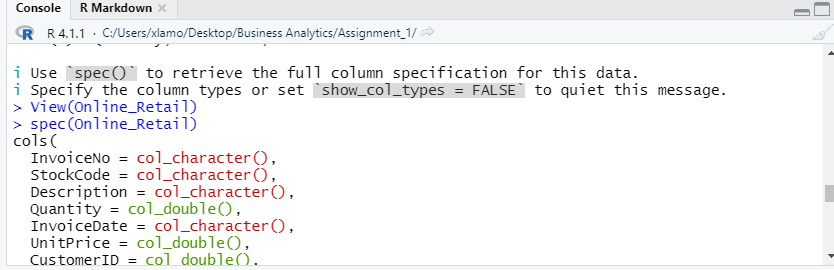 Console R Markdown ×
R 4.1.1 · C:/Users/xlamo/Desktop/Business Analytics/Assignment_1/
i Use `spec()` to retrieve the full column specification for this data.
i Specify the column types or set `show_col_types = FALSE` to quiet this message.
> View(Online_Retail)
> spec(Online_Retail)
cols(
  InvoiceNo = col_character(),
  StockCode = col_character(),
  Description = col_character(),
  Quantity = col_double(),
  InvoiceDate = col_character(),
  UnitPrice = col_double(),
  CustomerID = col_double(),